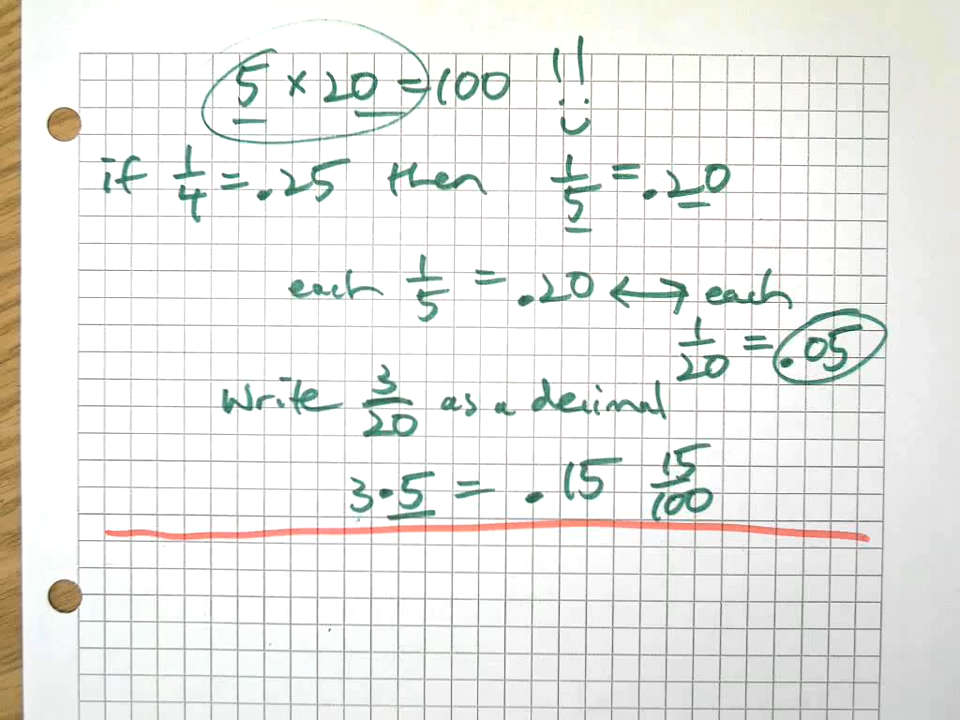 5 × 20 = 100 !!
if 1/4 = .25 then 1/5 = .20
each 1/5 = .20 ↔ each
1/20 = .05
Write 3/20 as a decimal
3 · 5 = .15 15/100